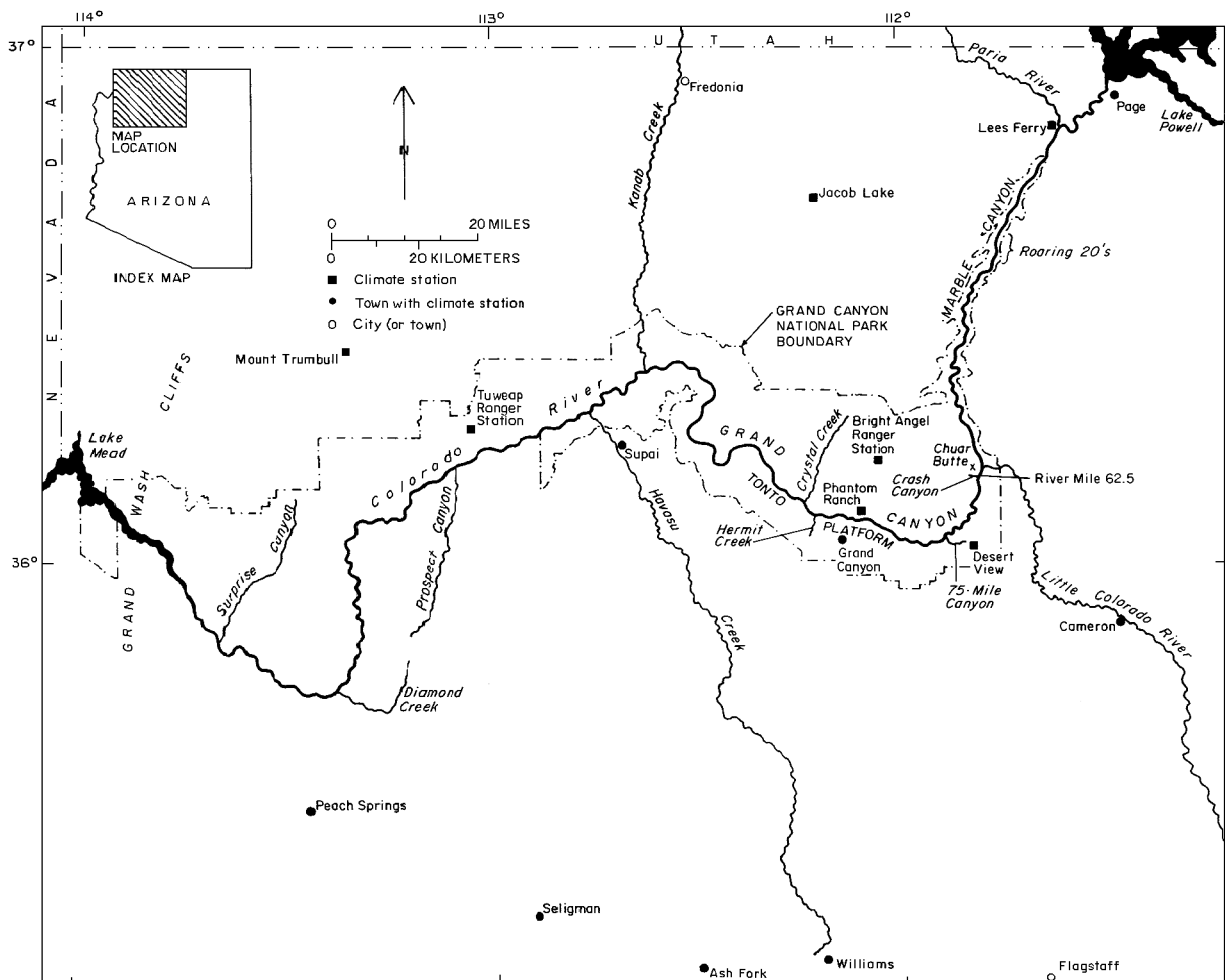 114°
113°
112°
37°
U T A H
Paria River
Fredonia
Page
Lake
Powell
Lees Ferry
MAP
LOCATION
N
Kanab Creek
ARIZONA
Jacob Lake
NEVADA
0 20 MILES
0 20 KILOMETERS
INDEX MAP
MARBLE CANYON
Roaring 20's
Climate station
Town with climate station
City (or town)
GRAND CANYON
NATIONAL PARK
BOUNDARY
Mount Trumbull
CLIFFS
WASH
GRAND
Tuweap
Ranger
Station
Colorado River
Lake
Mead
Supai
GRAND
CANYON
Crystal Creek
Bright Angel
Ranger
Station
Chuar
Butte
x
Crash
Canyon
River Mile 62.5
Phantom
Ranch
TONTO
PLATFORM
Hermit
Creek
Grand
Canyon
Desert
View
75-Mile
Canyon
36°
Surprise Canyon
Prospect Canyon
Havasu Creek
Little Colorado River
Cameron
Diamond
Creek
Peach Springs
Seligman
Ash Fork
Williams
Flagstaff